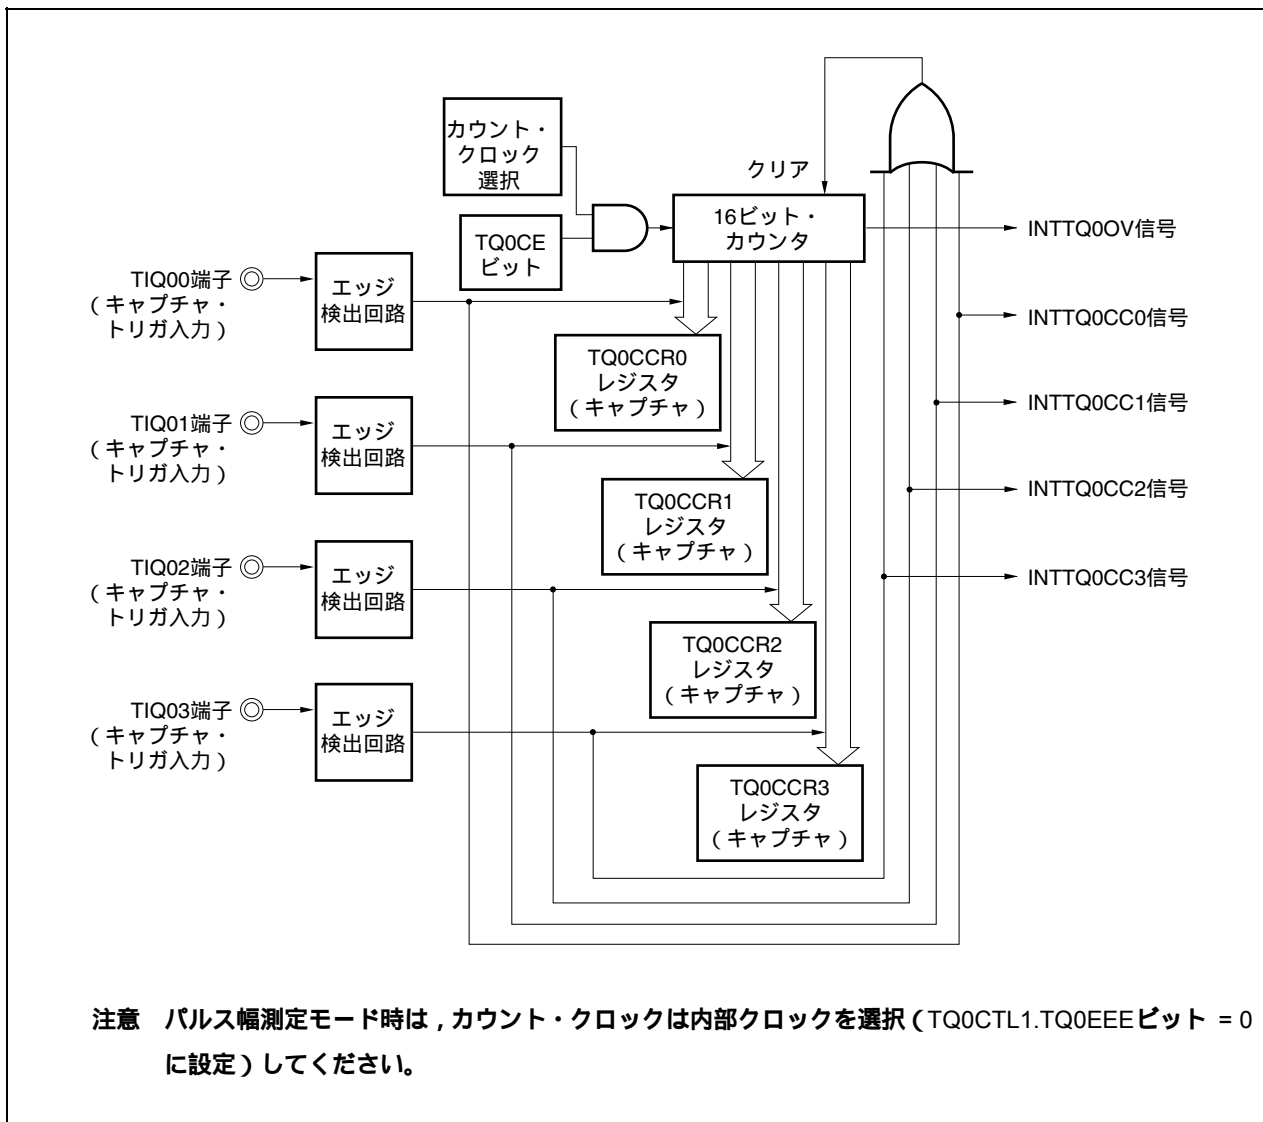 カウント・
クロック
選択
クリア
16ビット・
カウンタ
TQ0CE
ビット
INTTQ0OV信号
TIQ00端子
(キャプチャ・
トリガ入力)
エッジ
検出回路
INTTQ0CC0信号
TQ0CCR0
レジスタ
(キャプチャ)
TIQ01端子
(キャプチャ・
トリガ入力)
エッジ
検出回路
INTTQ0CC1信号
TQ0CCR1
レジスタ
(キャプチャ)
INTTQ0CC2信号
TIQ02端子
(キャプチャ・
トリガ入力)
エッジ
検出回路
INTTQ0CC3信号
TQ0CCR2
レジスタ
(キャプチャ)
TIQ03端子
(キャプチャ・
トリガ入力)
エッジ
検出回路
TQ0CCR3
レジスタ
(キャプチャ)
注意 パルス幅測定モード時は,カウント・クロックは内部クロックを選択(TQ0CTL1.TQ0EEEビット = 0
に設定)してください。